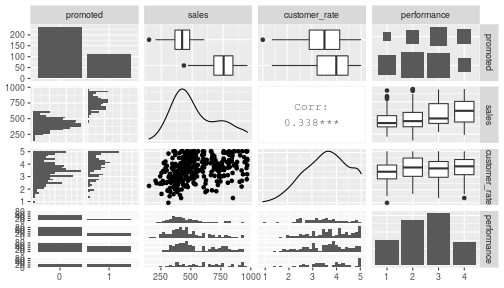 promoted sales customer_rate performance
200
150
100
50
0
promoted
1000
750
500
250
Corr:
0.338***
sales
5
4
3
2
1
customer_rate
performance
0 1 250 500 750 1000 1 2 3 4 5 1 2 3 4